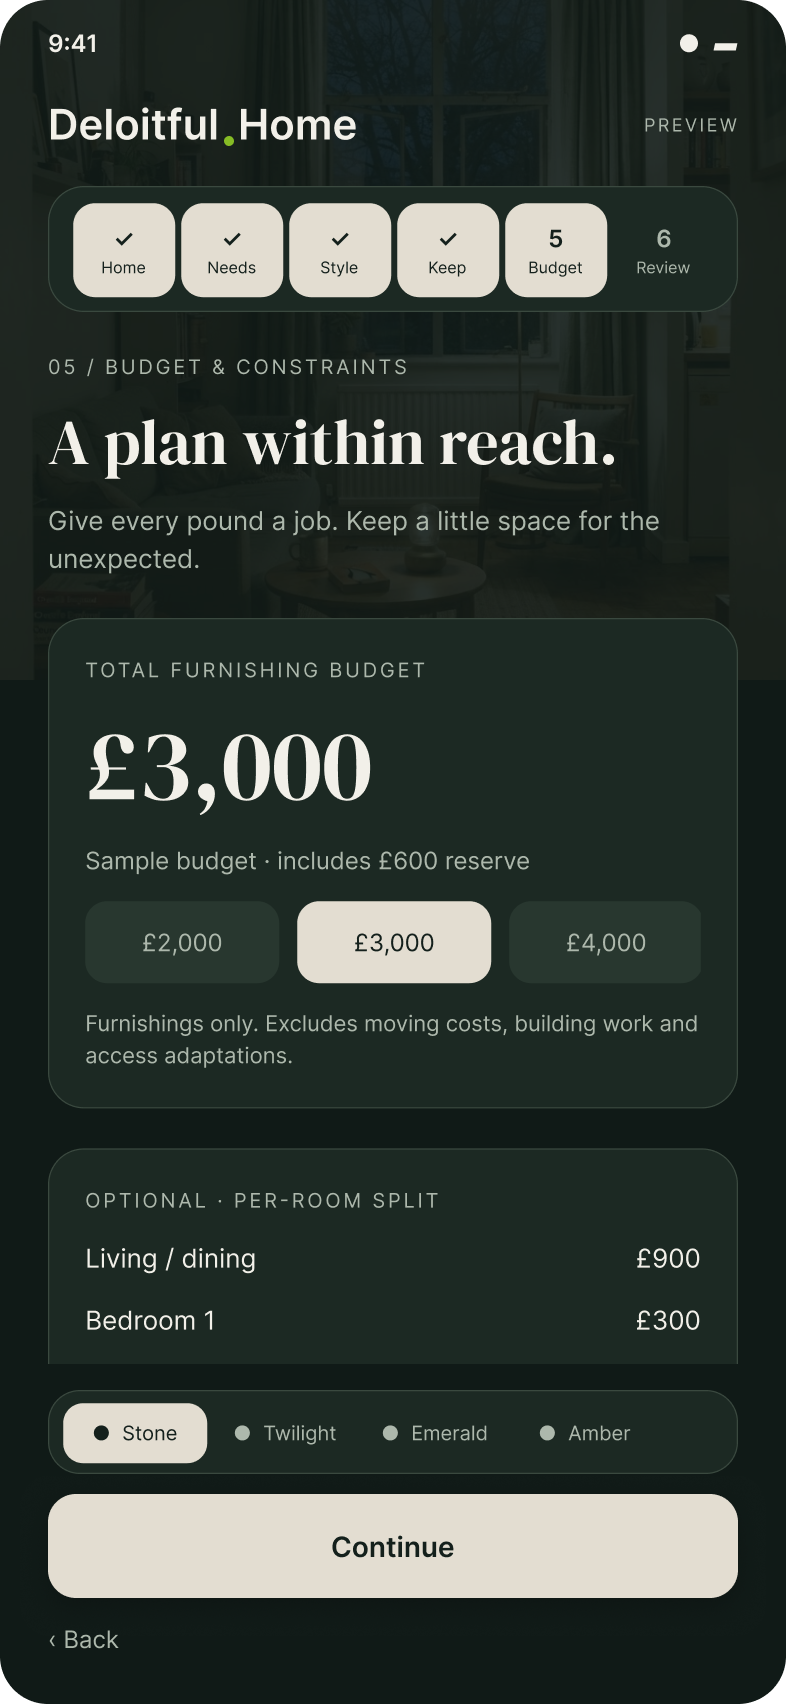 9:41
Deloitful.Home
PREVIEW
✓ ✓ ✓ ✓ 5 6
Home Needs Style Keep Budget Review
05 / BUDGET & CONSTRAINTS
A plan within reach.
Give every pound a job. Keep a little space for the
unexpected.
TOTAL FURNISHING BUDGET
£3,000
Sample budget · includes £600 reserve
£2,000 £3,000 £4,000
Furnishings only. Excludes moving costs, building work and
access adaptations.
OPTIONAL · PER-ROOM SPLIT
Living / dining £900
Bedroom 1 £300
Stone Twilight Emerald Amber
Continue
‹ Back